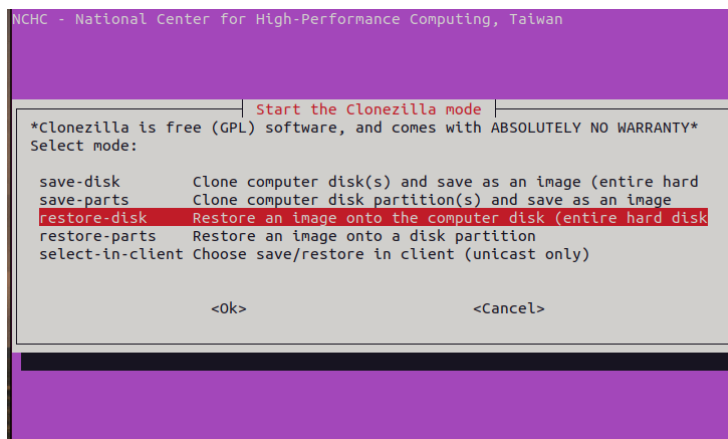 NCHC - National Center for High-Performance Computing, Taiwan
Start the Clonezilla mode
*Clonezilla is free (GPL) software, and comes with ABSOLUTELY NO WARRANTY*
Select mode:
save-disk Clone computer disk(s) and save as an image (entire hard
save-parts Clone computer disk partition(s) and save as an image
restore-disk Restore an image onto the computer disk (entire hard disk
restore-parts Restore an image onto a disk partition
select-in-client Choose save/restore in client (unicast only)
<Ok> <Cancel>